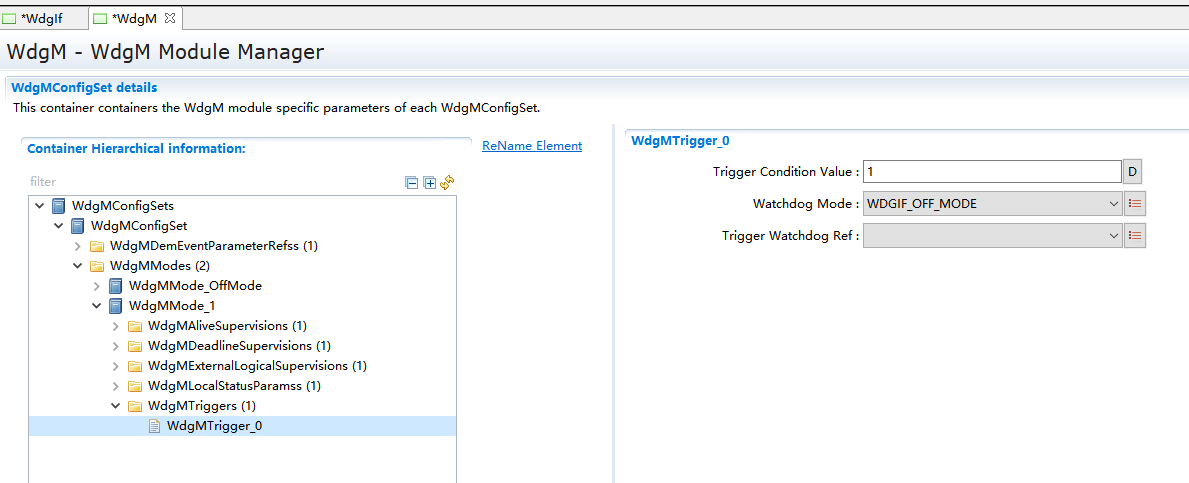 *WdgIf
*WdgM
WdgM - WdgM Module Manager
WdgMConfigSet details
This container containers the WdgM module specific parameters of each WdgMConfigSet.
Container Hierarchical information:
ReName Element
filter
WdgMConfigSets
WdgMConfigSet
WdgMDemEventParameterRefss (1)
WdgMModes (2)
WdgMMode_OffMode
WdgMMode_1
WdgMAliveSupervisions (1)
WdgMDeadlineSupervisions (1)
WdgMExternalLogicalSupervisions (1)
WdgMLocalStatusParamss (1)
WdgMTriggers (1)
WdgMTrigger_0
WdgMTrigger_0
Trigger Condition Value : 1 D
Watchdog Mode : WDGIF_OFF_MODE
Trigger Watchdog Ref :